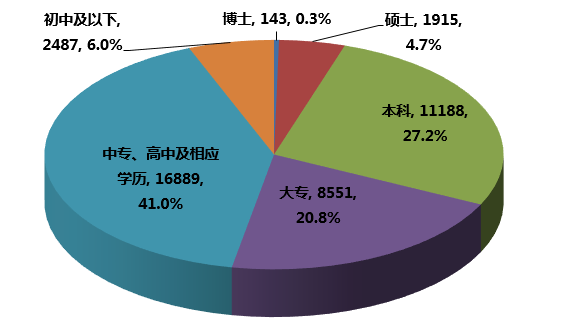 初中及以下,
2487, 6.0%
博士, 143, 0.3%
硕士, 1915,
4.7%
本科, 11188,
27.2%
中专、高中及相应
学历, 16889,
41.0%
大专, 8551,
20.8%